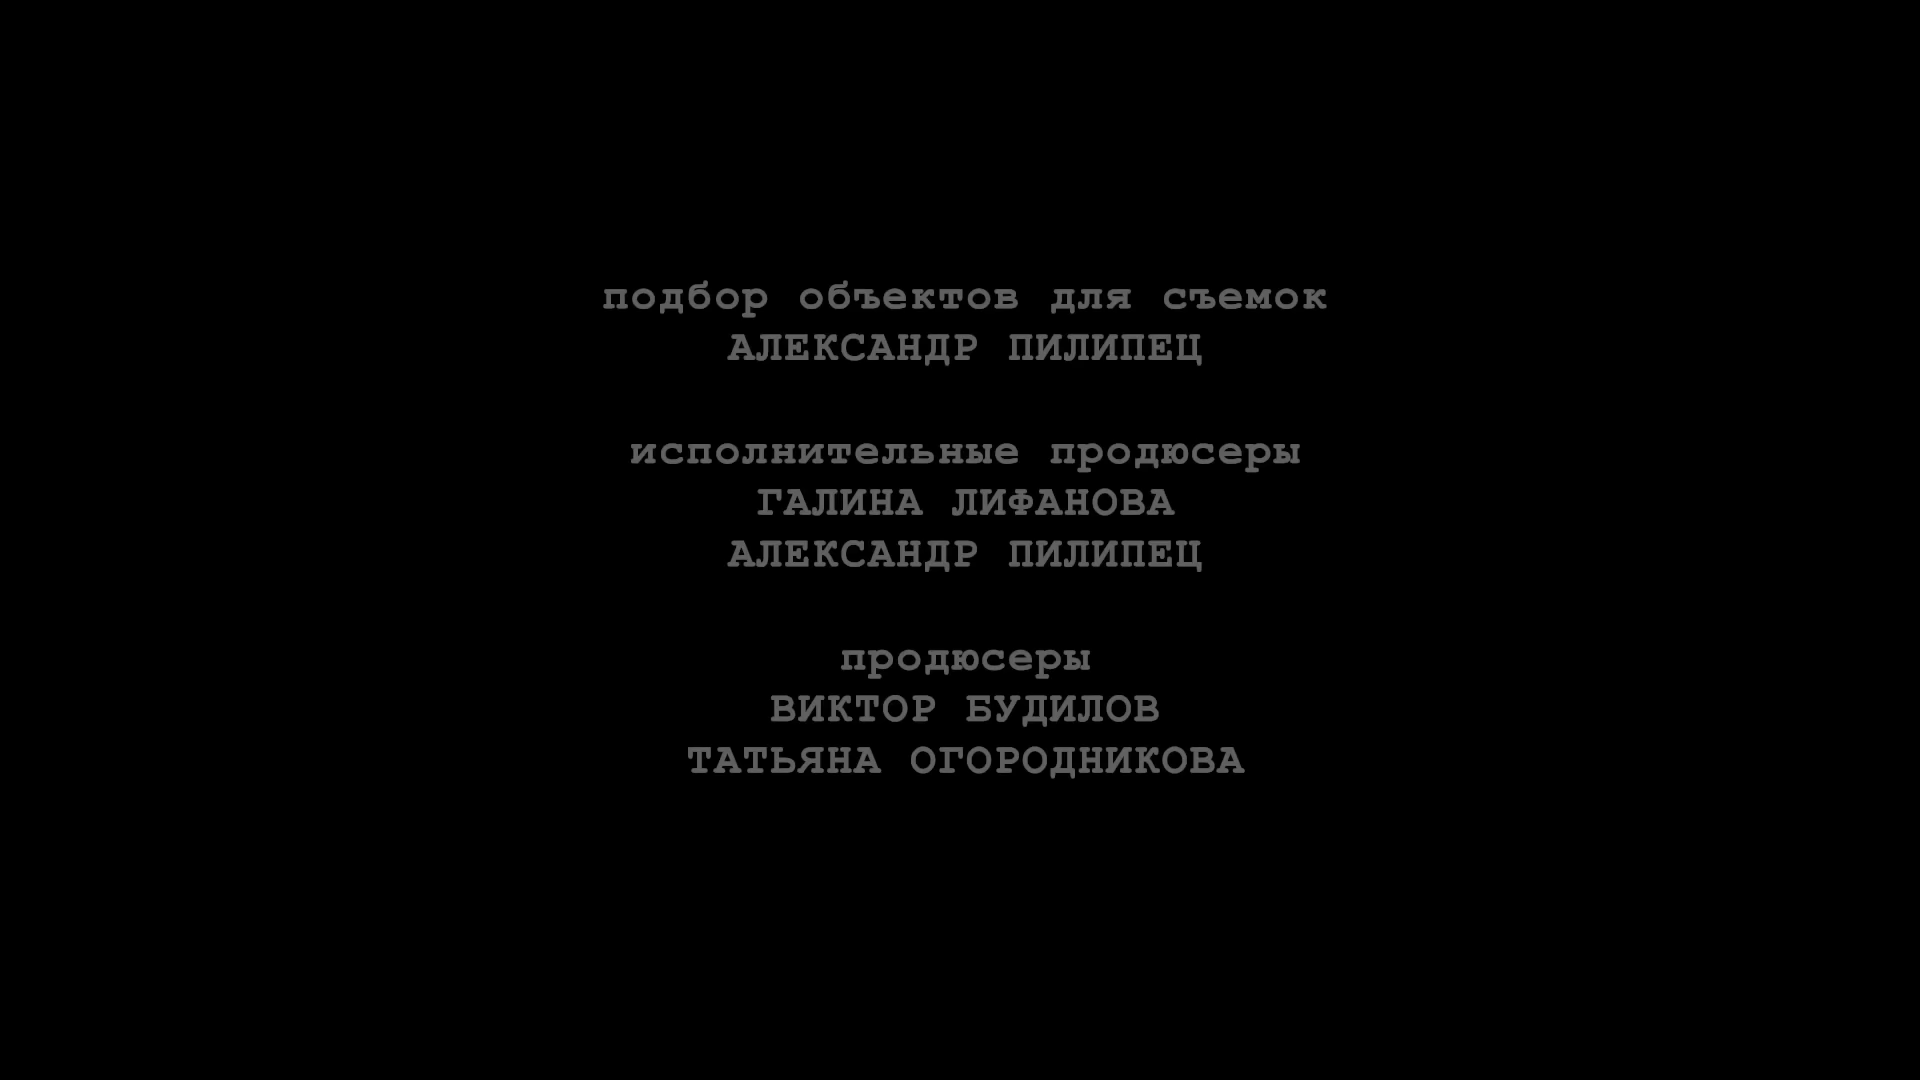 подбор объектов для съемок
АЛЕКСАНДР ПИЛИПЕЦ
исполнительные продюсеры
ГАЛИНА ЛИФАНОВА
АЛЕКСАНДР ПИЛИПЕЦ
продюсеры
ВИКТОР БУДИЛОВ
ТАТЬЯНА ОГОРОДНИКОВА